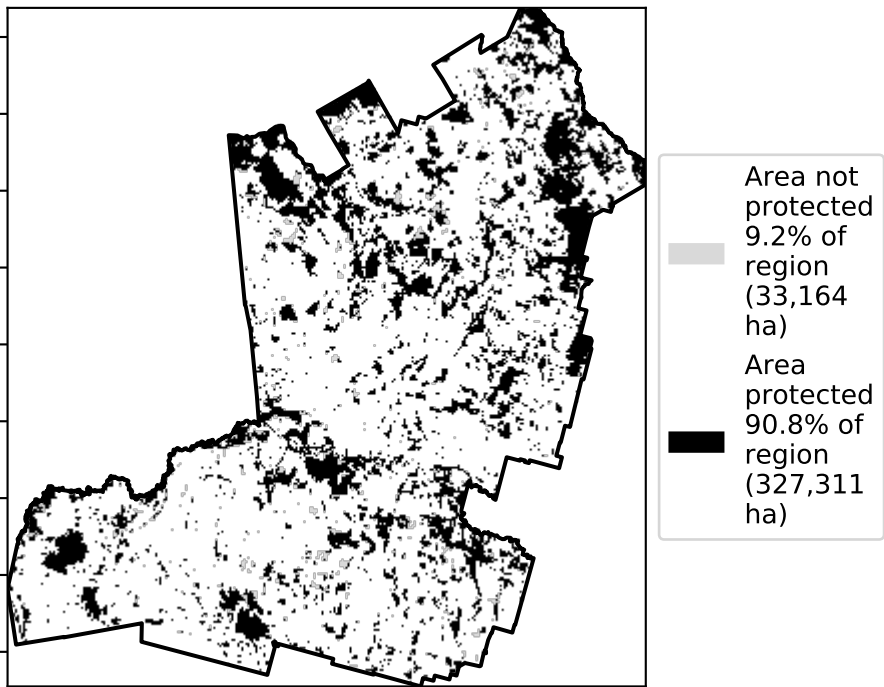 Area not
protected
9.2% of
region
(33,164
ha)
Area
protected
90.8% of
region
(327,311
ha)